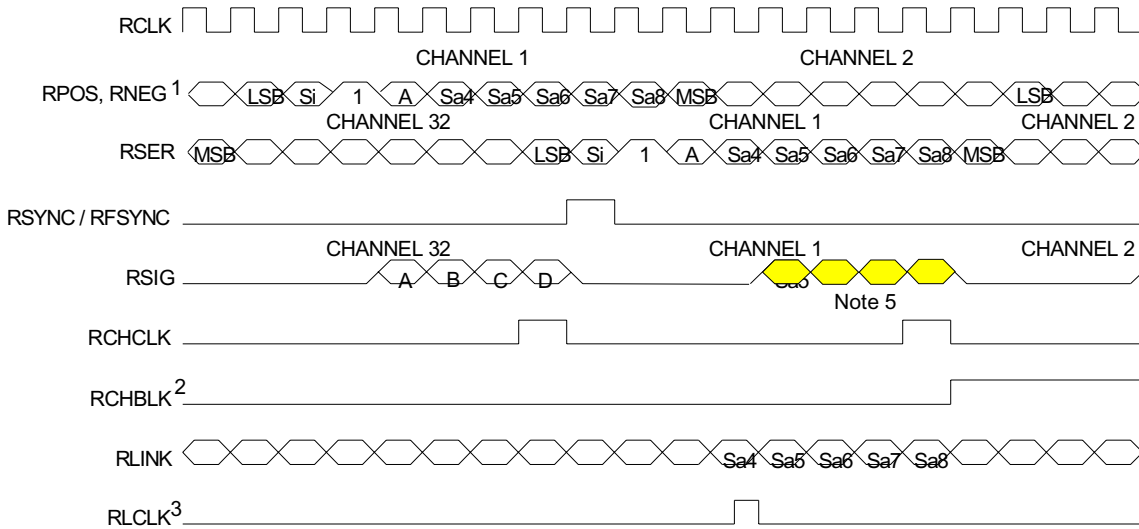 RCLK
CHANNEL 1 CHANNEL 2
RPOS, RNEG 1 LSB Si 1 A Sa4 Sa5 Sa6 Sa7 Sa8 MSB LSB
CHANNEL 32 CHANNEL 1 CHANNEL 2
RSER MSB LSB Si 1 A Sa4 Sa5 Sa6 Sa7 Sa8 MSB
RSYNC / RFSYNC
CHANNEL 32 CHANNEL 1 CHANNEL 2
RSIG A B C D Sa5
Note 5
RCHCLK
RCHBLK 2
RLINK Sa4 Sa5 Sa6 Sa7 Sa8
RLCLK 3